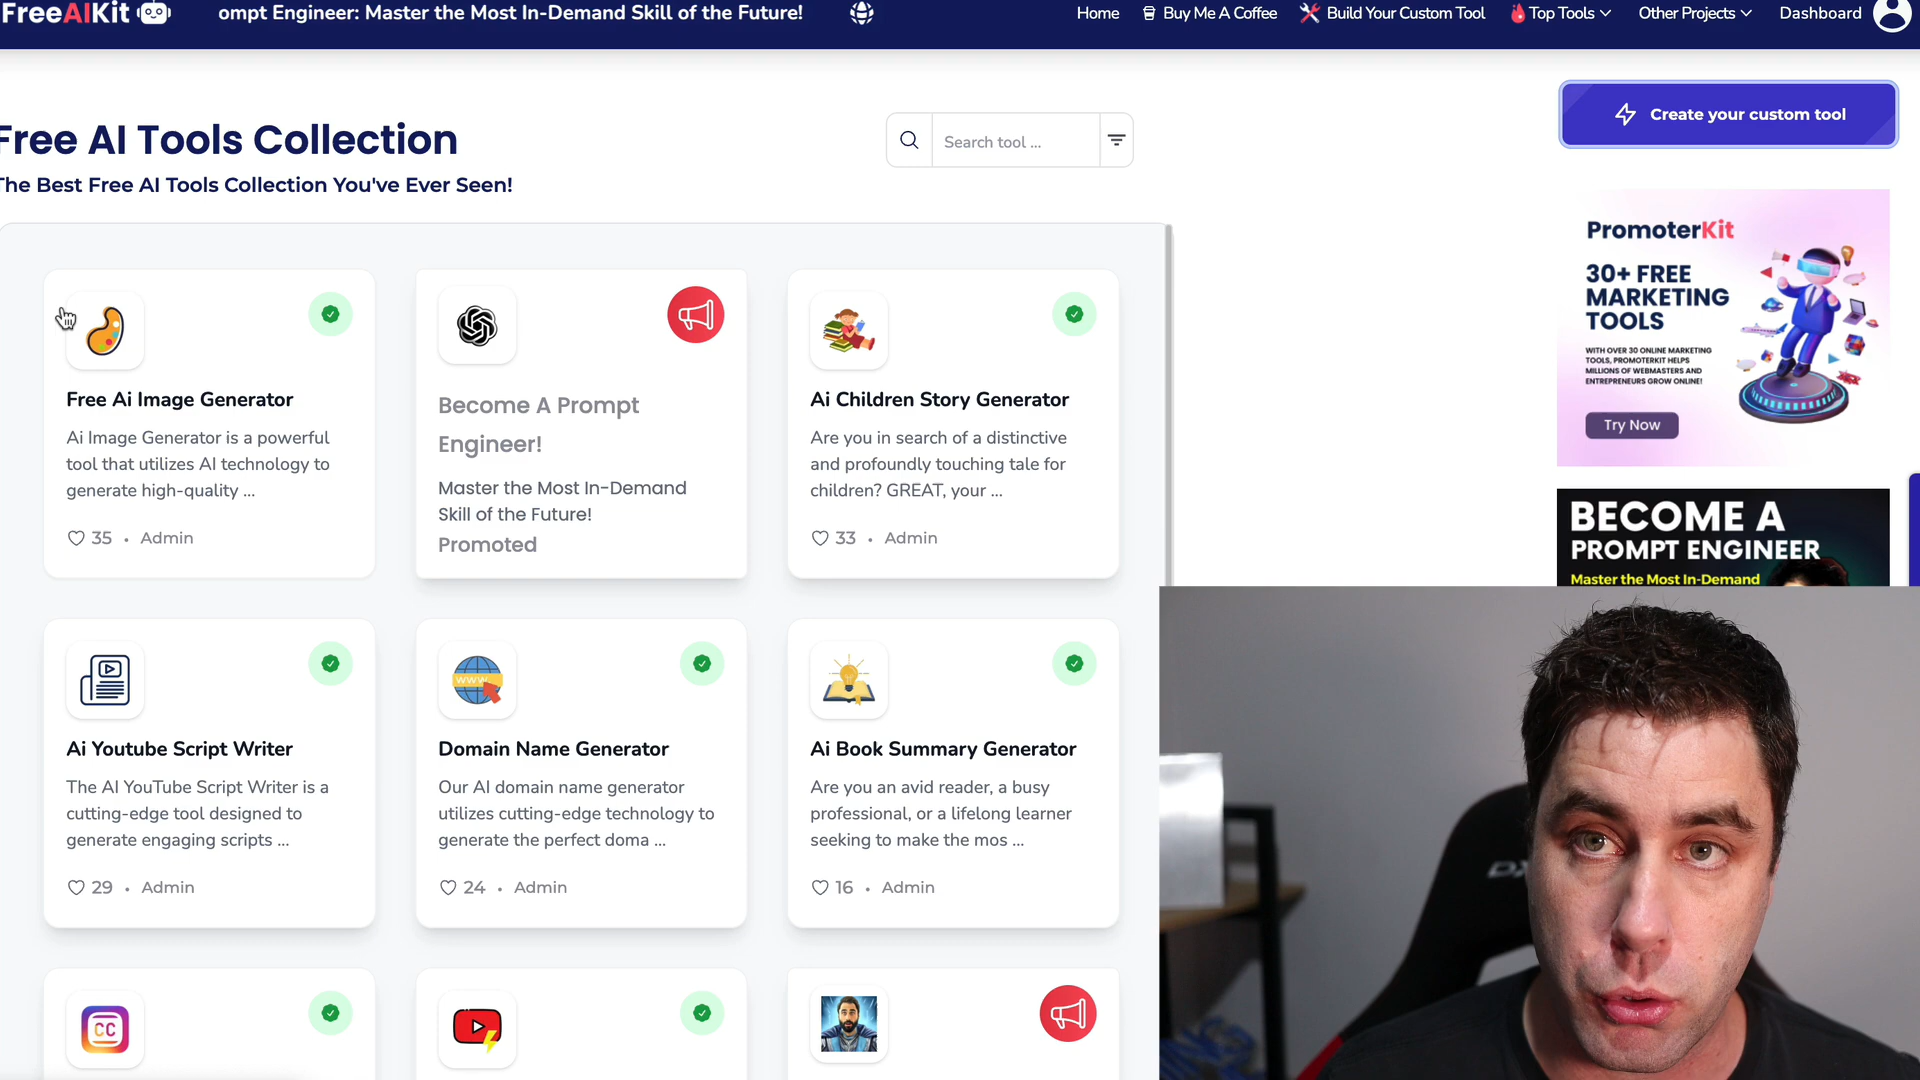 FreeAIKit
ompt Engineer: Master the Most In-Demand Skill of the Future!
Home
Buy Me A Coffee
Build Your Custom Tool
Top Tools
Other Projects
Dashboard
Free AI Tools Collection
The Best Free AI Tools Collection You've Ever Seen!
Search tool ...
Create your custom tool
Free Ai Image Generator
Ai Image Generator is a powerful
tool that utilizes AI technology to
generate high-quality ...
35 • Admin
Become A Prompt
Engineer!
Master the Most In-Demand
Skill of the Future!
Promoted
Ai Children Story Generator
Are you in search of a distinctive
and profoundly touching tale for
children? GREAT, your ...
33 • Admin
PromoterKit
30+ FREE
MARKETING
TOOLS
WITH OVER 30 ONLINE MARKETING
TOOLS, PROMOTERKIT HELPS
MILLIONS OF WEBMASTERS AND
ENTREPRENEURS GROW ONLINE!
Try Now
BECOME A
PROMPT ENGINEER
Master the Most In-Demand
Ai Youtube Script Writer
The AI YouTube Script Writer is a
cutting-edge tool designed to
generate engaging scripts ...
29 • Admin
WWW
Domain Name Generator
Our AI domain name generator
utilizes cutting-edge technology to
generate the perfect doma ...
24 • Admin
Ai Book Summary Generator
Are you an avid reader, a busy
professional, or a lifelong learner
seeking to make the mos ...
16 • Admin
CC